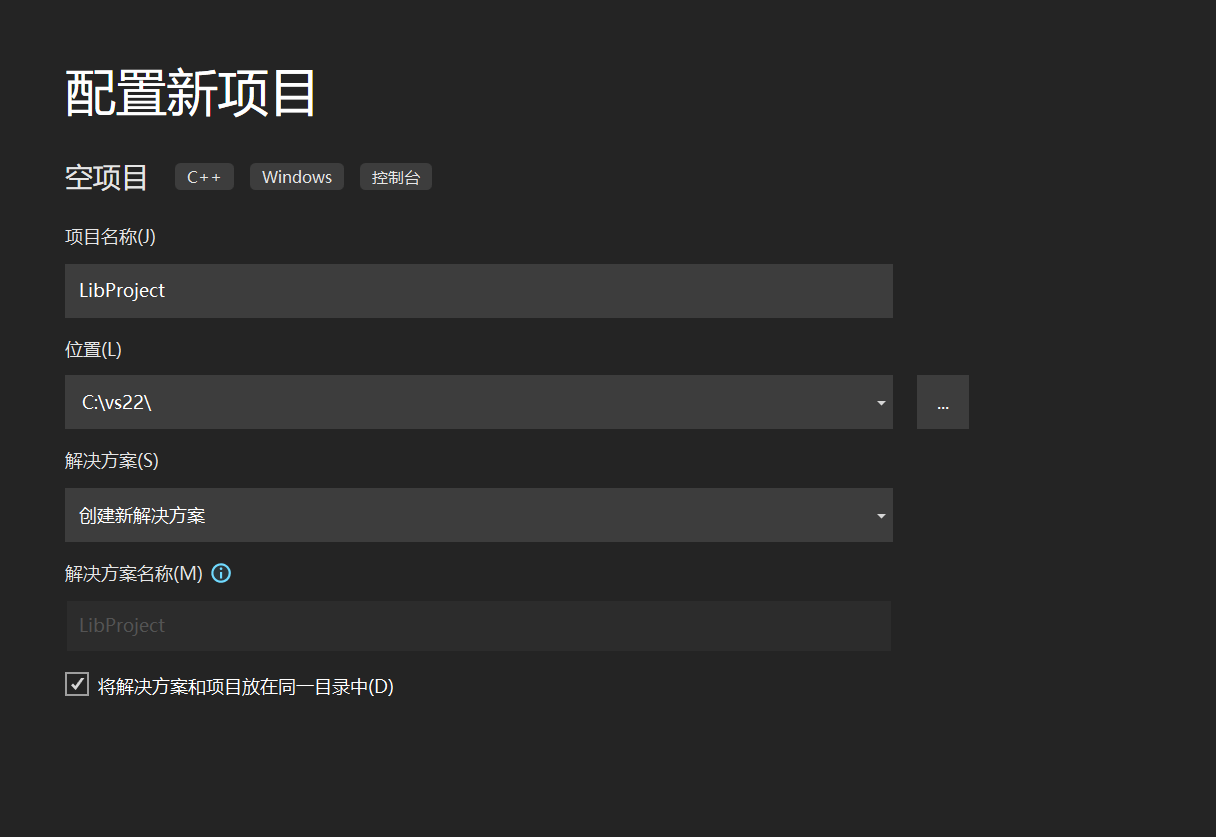 配置新项目
空项目 C++ Windows 控制台
项目名称(J)
LibProject
位置(L)
C:\vs22\
...
解决方案(S)
创建新解决方案
解决方案名称(M)
LibProject
将解决方案和项目放在同一目录中(D)